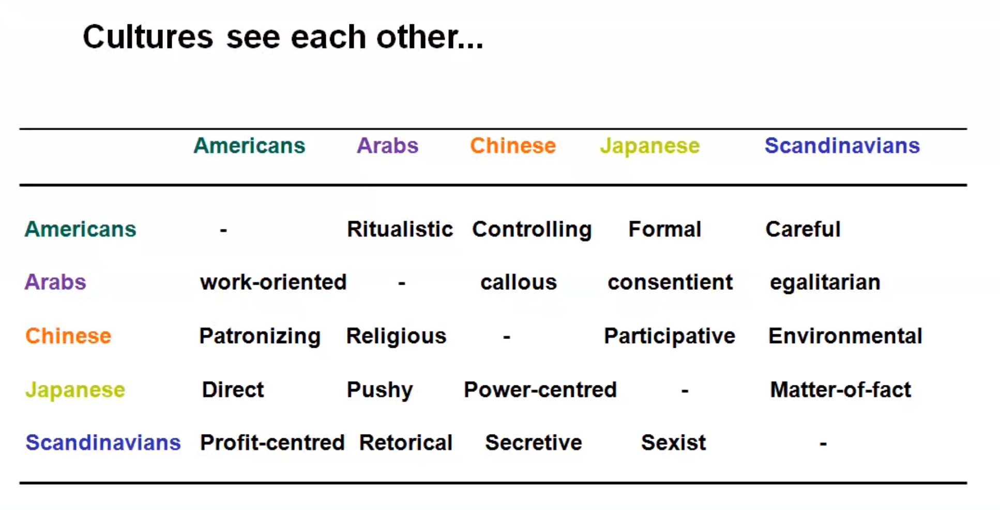 Cultures see each other...
Americans Arabs Chinese Japanese Scandinavians
Americans - Ritualistic Controlling Formal Careful
Arabs work-oriented - callous consentient egalitarian
Chinese Patronizing Religious - Participative Environmental
Japanese Direct Pushy Power-centred - Matter-of-fact
Scandinavians Profit-centred Retorical Secretive Sexist -